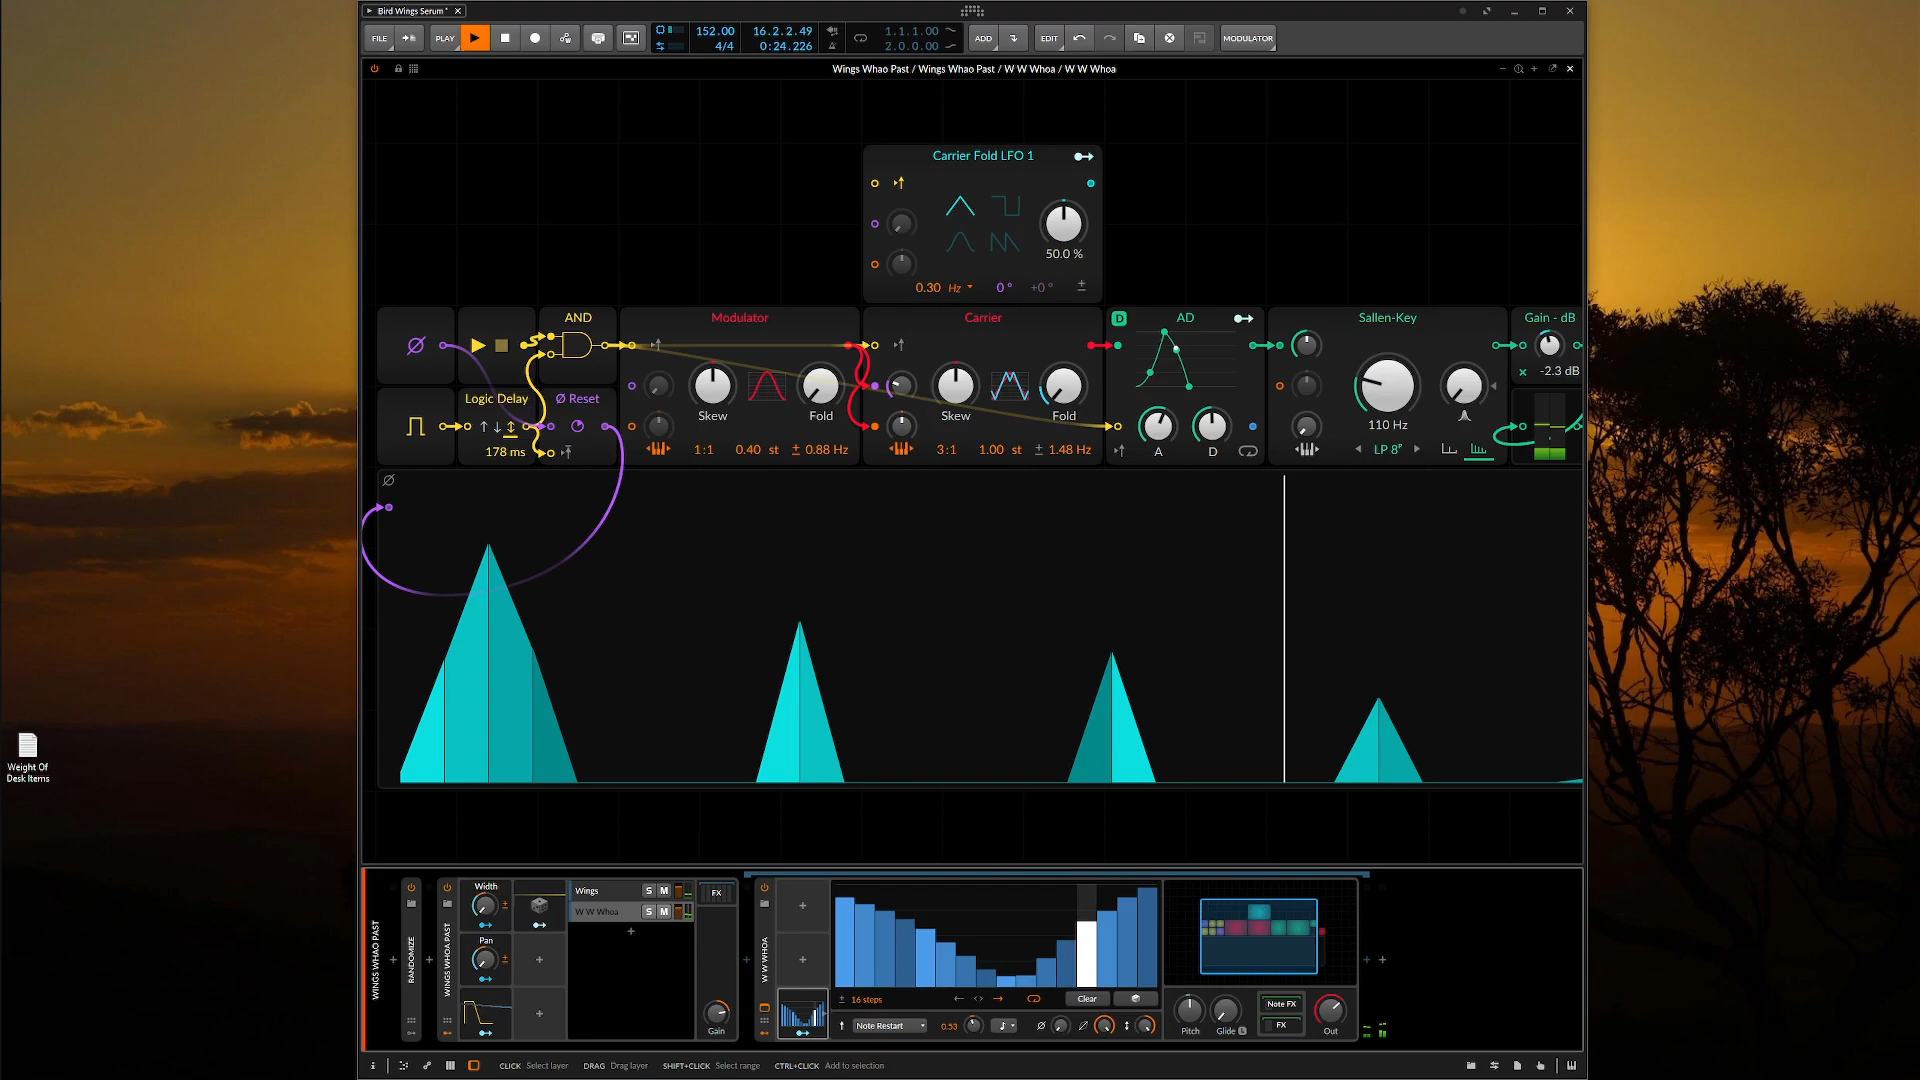 Bird Wings Serum *
FILE
PLAY
152.00
4/4
16.2.2.49
0:24.226
1.1.1.00
2.0.0.00
ADD
EDIT
MODULATOR
Wings Whao Past / Wings Whao Past / W W Whoa / W W Whoa
Carrier Fold LFO 1
50.0 %
0.30 Hz
0 °
+0 °
AND
Modulator
Carrier
D
AD
Sallen-Key
Gain - dB
-2.3 dB
Logic Delay
Ø Reset
178 ms
Skew
Fold
1:1
0.40 st
± 0.88 Hz
Skew
Fold
3:1
1.00 st
± 1.48 Hz
A
D
110 Hz
LP 8ᵖ
Weight Of
Desk Items
WINGS WHAO PAST
RANDOMIZE
WINGS WHOA PAST
Width
Pan
Wings
S M
W W Whoa
S M
FX
Gain
W W WHOA
16 steps
Clear
Note Restart
0.53
Pitch
Glide L
Note FX
FX
Out
CLICK Select layer
DRAG Drag layer
SHIFT+CLICK Select range
CTRL+CLICK Add to selection